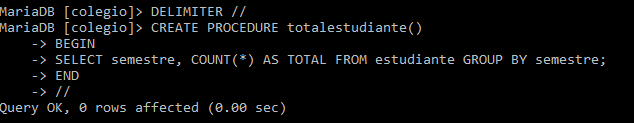 MariaDB [colegio]> DELIMITER //
MariaDB [colegio]> CREATE PROCEDURE totalestudiante()
    -> BEGIN
    -> SELECT semestre, COUNT(*) AS TOTAL FROM estudiante GROUP BY semestre;
    -> END
    -> //
Query OK, 0 rows affected (0.00 sec)